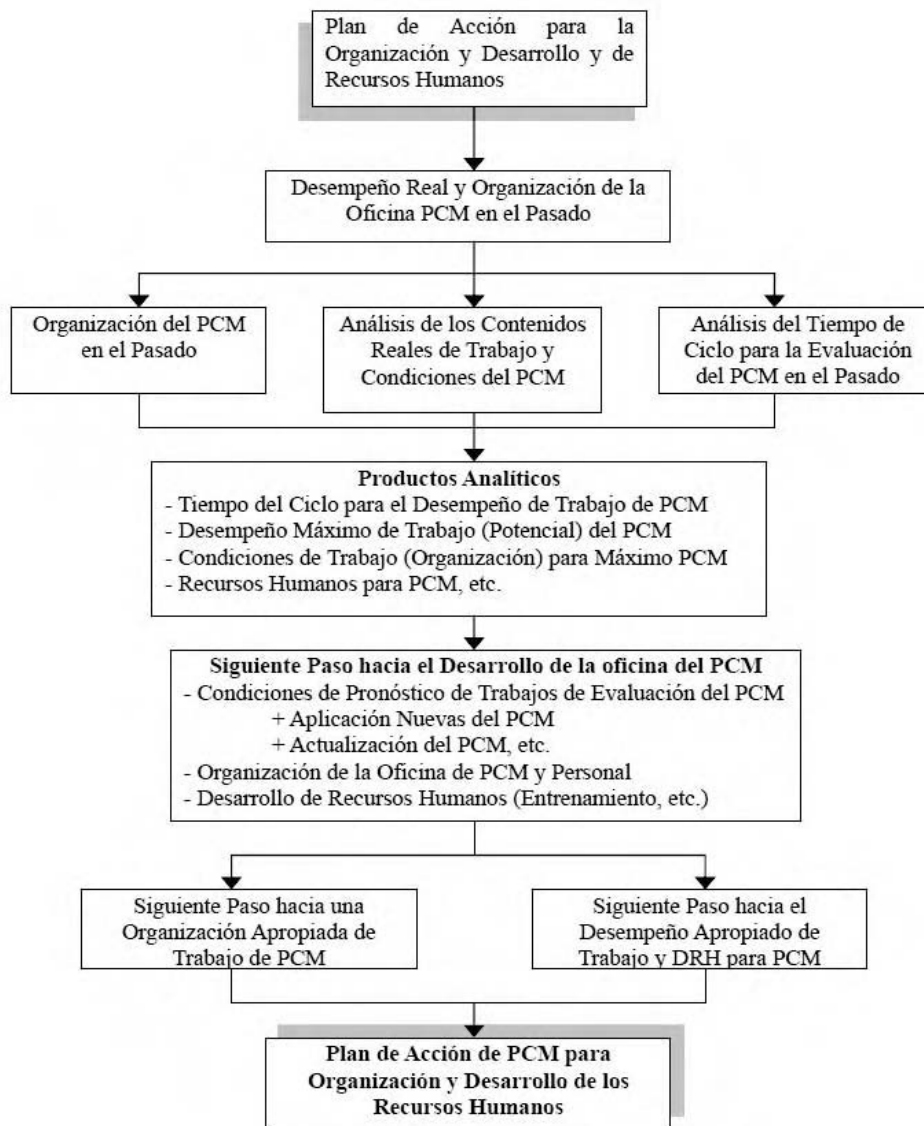 Plan de Acción para la
Organización y Desarrollo y de
Recursos Humanos
Desempeño Real y Organización de la
Oficina PCM en el Pasado
Organización del PCM
en el Pasado
Análisis de los Contenidos
Reales de Trabajo y
Condiciones del PCM
Análisis del Tiempo de
Ciclo para la Evaluación
del PCM en el Pasado
Productos Analíticos
- Tiempo del Ciclo para el Desempeño de Trabajo de PCM
- Desempeño Máximo de Trabajo (Potencial) del PCM
- Condiciones de Trabajo (Organización) para Máximo PCM
- Recursos Humanos para PCM, etc.
Siguiente Paso hacia el Desarrollo de la oficina del PCM
- Condiciones de Pronóstico de Trabajos de Evaluación del PCM
+ Aplicación Nuevas del PCM
+ Actualización del PCM, etc.
- Organización de la Oficina de PCM y Personal
- Desarrollo de Recursos Humanos (Entrenamiento, etc.)
Siguiente Paso hacia una
Organización Apropiada de
Trabajo de PCM
Siguiente Paso hacia el
Desempeño Apropiado de
Trabajo y DRH para PCM
Plan de Acción de PCM para
Organización y Desarrollo de los
Recursos Humanos